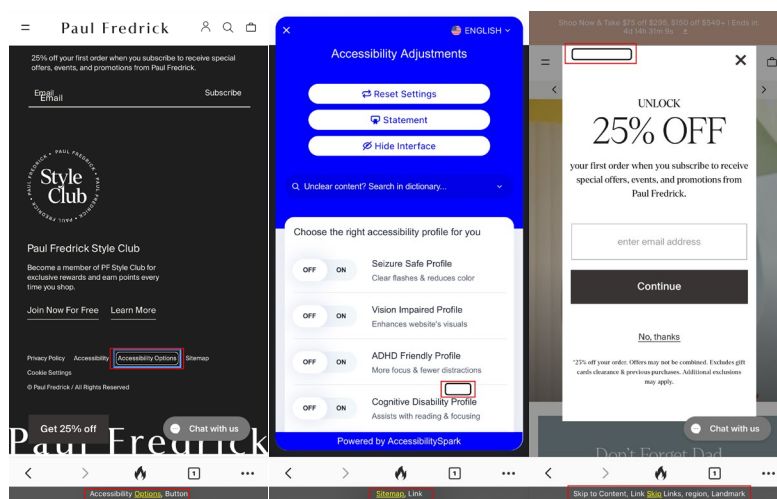 Paul Fredrick
25% off your first order when you subscribe to receive special
offers, events, and promotions from Paul Fredrick.
Email
Email
Subscribe
PAUL FREDRICK
Style
Club
Paul Fredrick Style Club
Become a member of PF Style Club for
exclusive rewards and earn points every
time you shop.
Join Now For Free Learn More
Privacy Policy Accessibility Accessibility Options Sitemap
Cookie Settings
© Paul Fredrick / All Rights Reserved
Get 25% off
Chat with us
Paul Fredrick
1
Accessibility Options, Button
ENGLISH
Accessibility Adjustments
Reset Settings
Statement
Hide Interface
Unclear content? Search in dictionary...
Choose the right accessibility profile for you
OFF ON
Seizure Safe Profile
Clear flashes & reduces color
OFF ON
Vision Impaired Profile
Enhances website's visuals
OFF ON
ADHD Friendly Profile
More focus & fewer distractions
OFF ON
Cognitive Disability Profile
Assists with reading & focusing
Powered by AccessibilitySpark
1
Sitemap, Link
Shop Now & Take $75 off $295, $150 off $549+ | Ends in:
4d 14h 31m 9s
UNLOCK
25% OFF
your first order when you subscribe to receive
special offers, events, and promotions from
Paul Fredrick.
enter email address
Continue
No, thanks
*25% off your order. Offers may not be combined. Excludes gift
cards clearance & previous purchases. Additional exclusions
may apply.
Chat with us
Don't Forget Dad
1
Skip to Content, Link Skip Links, region, Landmark